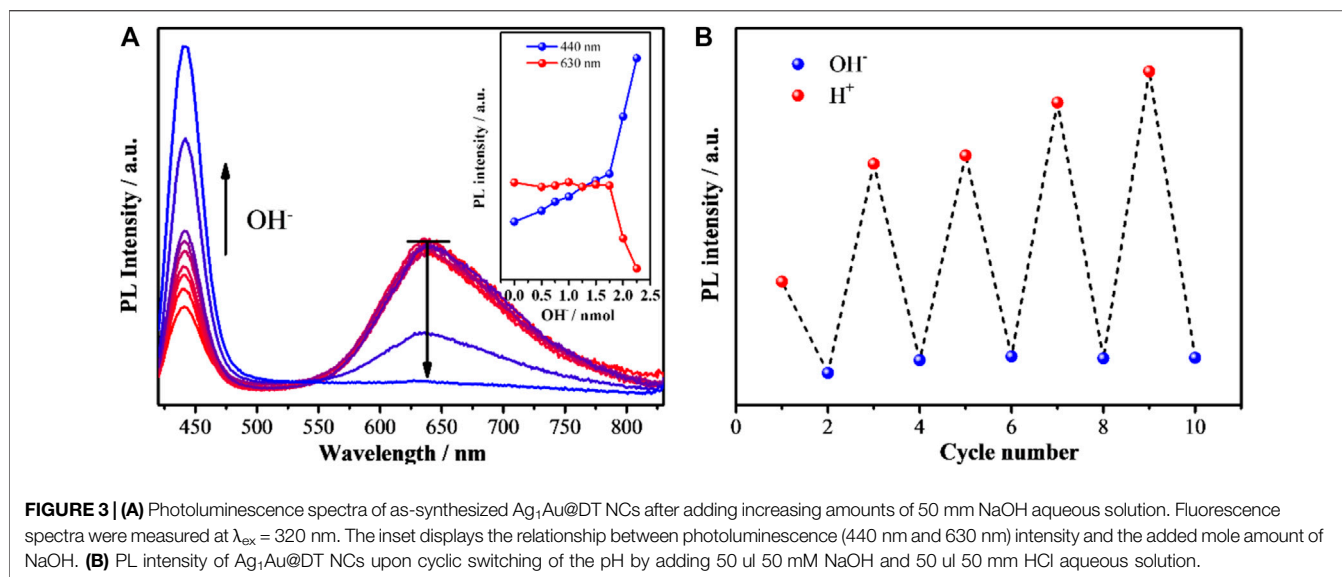 A
PL Intensity / a.u.
OH-
450 500 550 600 650 700 750 800
Wavelength / nm
PL intensity / a.u.
440 nm
630 nm
0.0 0.5 1.0 1.5 2.0 2.5
OH-/ nmol
B
PL intensity / a.u.
OH-
H+
0 2 4 6 8 10
Cycle number
FIGURE 3 | (A) Photoluminescence spectra of as-synthesized Ag1Au@DT NCs after adding increasing amounts of 50 mm NaOH aqueous solution. Fluorescence
spectra were measured at λex = 320 nm. The inset displays the relationship between photoluminescence (440 nm and 630 nm) intensity and the added mole amount of
NaOH. (B) PL intensity of Ag1Au@DT NCs upon cyclic switching of the pH by adding 50 ul 50 mM NaOH and 50 ul 50 mm HCl aqueous solution.